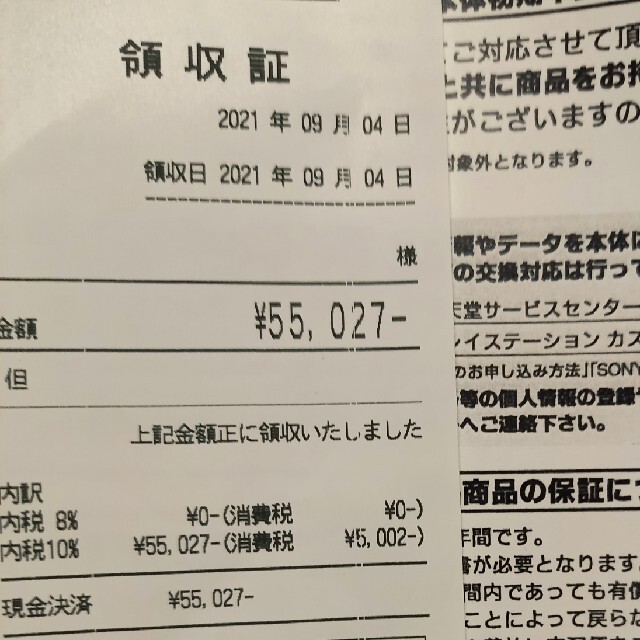 領収証
2021 年 09 月 04 日
領収日 2021 年 09 月 04 日
様
金額 ¥55, 027-
但
上記金額正に領収いたしました
内訳
内税 8% ¥0-(消費税 ¥0-)
内税10% ¥55, 027-(消費税 ¥5, 002-)
現金決済 ¥55, 027-
ご対応させて頂
と共に商品をお持
がございますの
対象外となります。
報やデータを本体に
の交換対応は行って
天堂サービスセンター
レイステーション カス
のお申し込み方法」「SONY
等の個人情報の登録や
へご連絡下さい。
商品の保証に
年間です。
書が必要となります。
間内であっても有償
ことによって戻らな